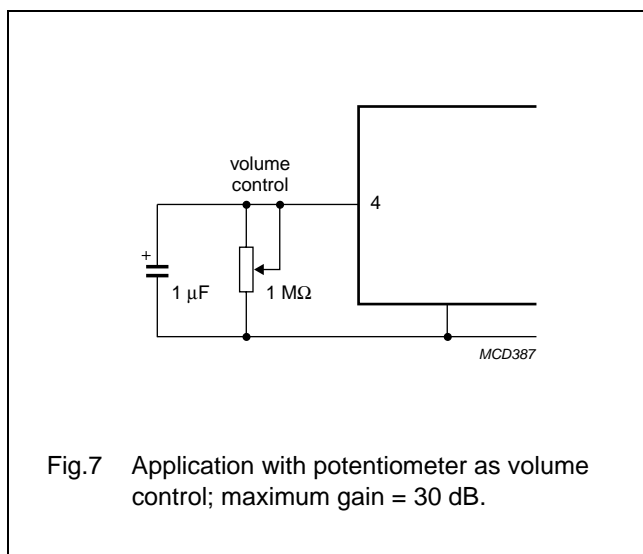 volume
control
4
+
1 μF
1 MΩ
MCD387
Fig.7 Application with potentiometer as volume
control; maximum gain = 30 dB.